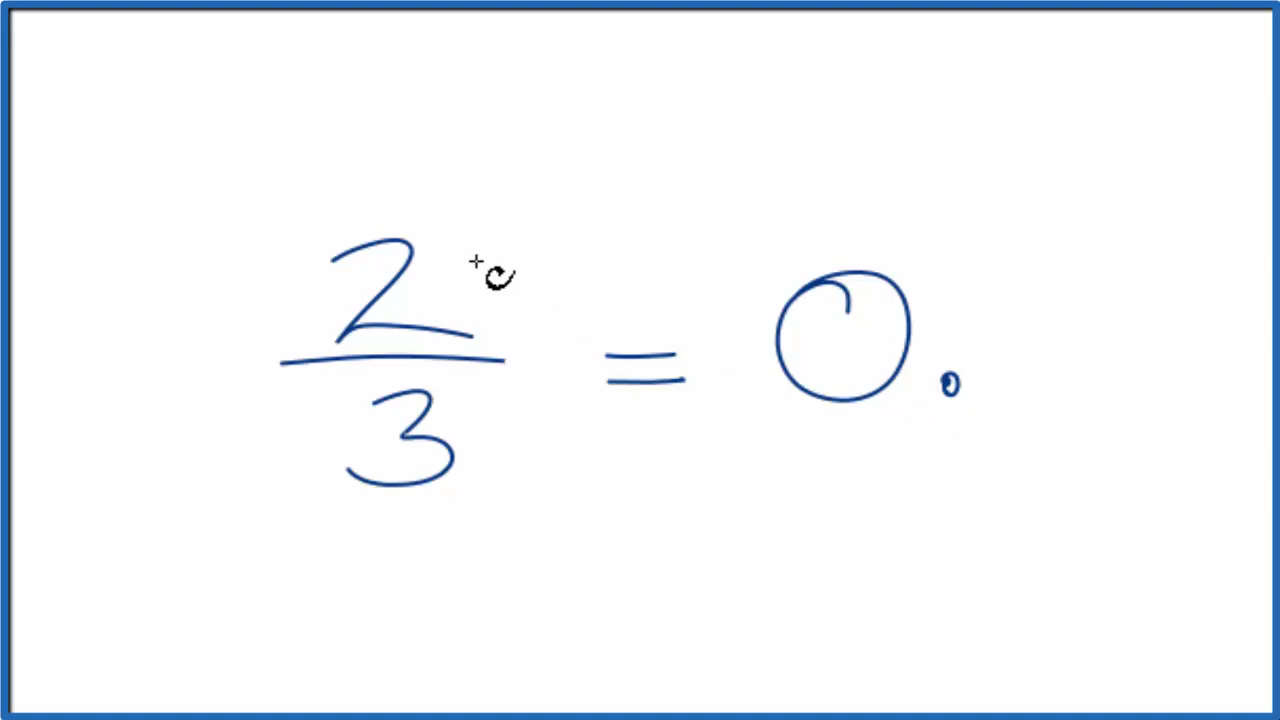 2/3 = 0.